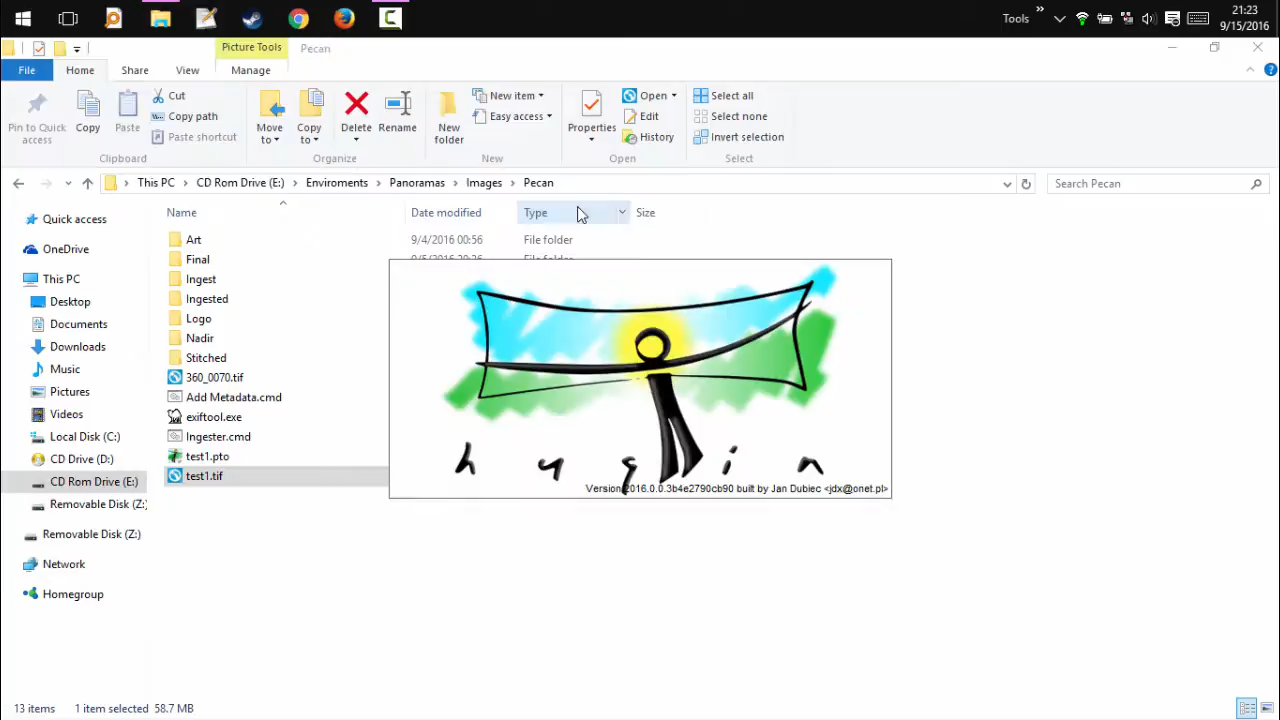 Tools » 21:23
9/15/2016
Picture Tools Pecan
File Home Share View Manage
Pin to Quick access
Copy
Paste
Cut
Copy path
Paste shortcut
Move to
Copy to
Delete
Rename
New folder
New item
Easy access
Properties
Open
Edit
History
Select all
Select none
Invert selection
Clipboard Organize New Open Select
This PC > CD Rom Drive (E:) > Enviroments > Panoramas > Images > Pecan
Search Pecan
Quick access
OneDrive
This PC
Desktop
Documents
Downloads
Music
Pictures
Videos
Local Disk (C:)
CD Drive (D:)
CD Rom Drive (E:)
Removable Disk (Z:)
Removable Disk (Z:)
Network
Homegroup
Name Date modified Type Size
Art 9/4/2016 00:56 File folder
Final
Ingest
Ingested
Logo
Nadir
Stitched
360_0070.tif
Add Metadata.cmd
exiftool.exe
Ingester.cmd
test1.pto
test1.tif
hugin
Version 2016.0.0.3b4e2790cb90 built by Jan Dubiec <jdx@onet.pl>
13 items 1 item selected 58.7 MB